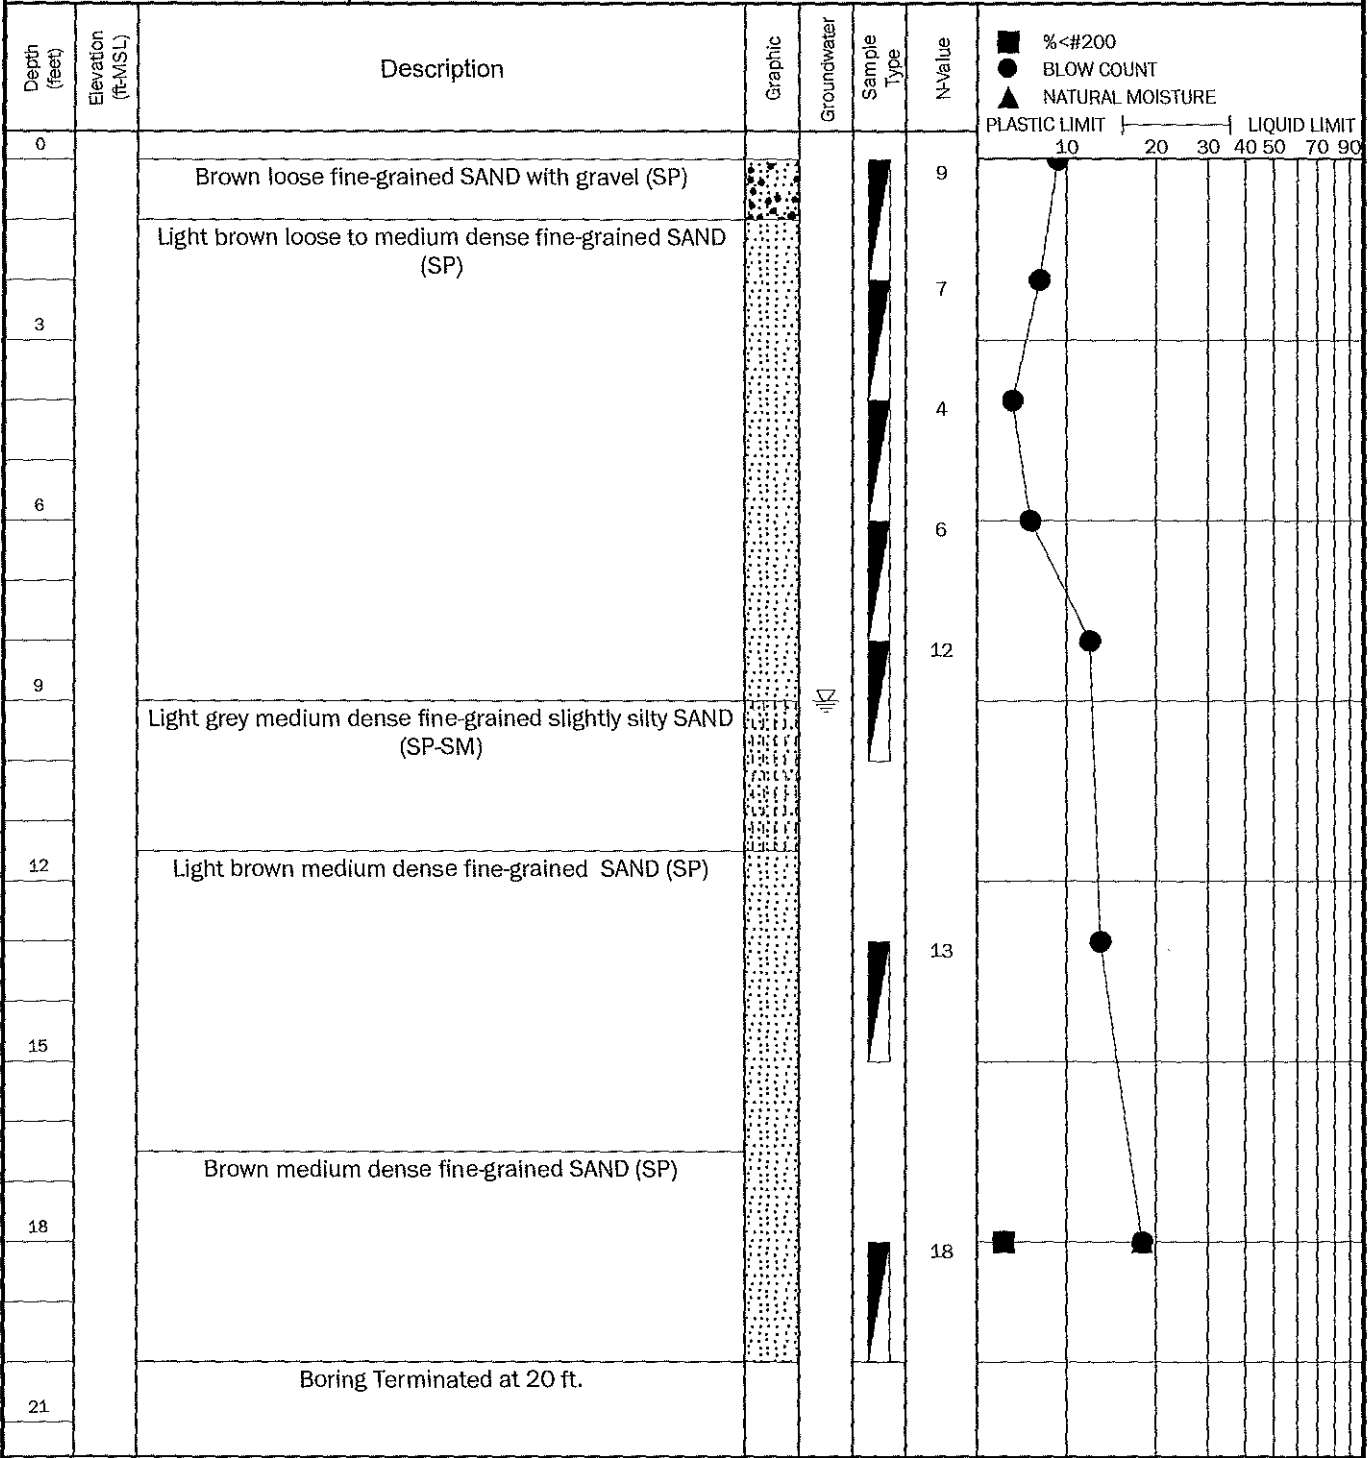 Depth
(feet)
Elevation
(ft-MSL)
Description
Graphic
Groundwater
Sample
Type
N-Value
%<#200
BLOW COUNT
NATURAL MOISTURE
PLASTIC LIMIT LIQUID LIMIT
10 20 30 40 50 70 90
0
Brown loose fine-grained SAND with gravel (SP)
9
Light brown loose to medium dense fine-grained SAND
(SP)
7
3
4
6
6
12
9
Light grey medium dense fine-grained slightly silty SAND
(SP-SM)
12
Light brown medium dense fine-grained SAND (SP)
13
15
Brown medium dense fine-grained SAND (SP)
18
18
Boring Terminated at 20 ft.
21